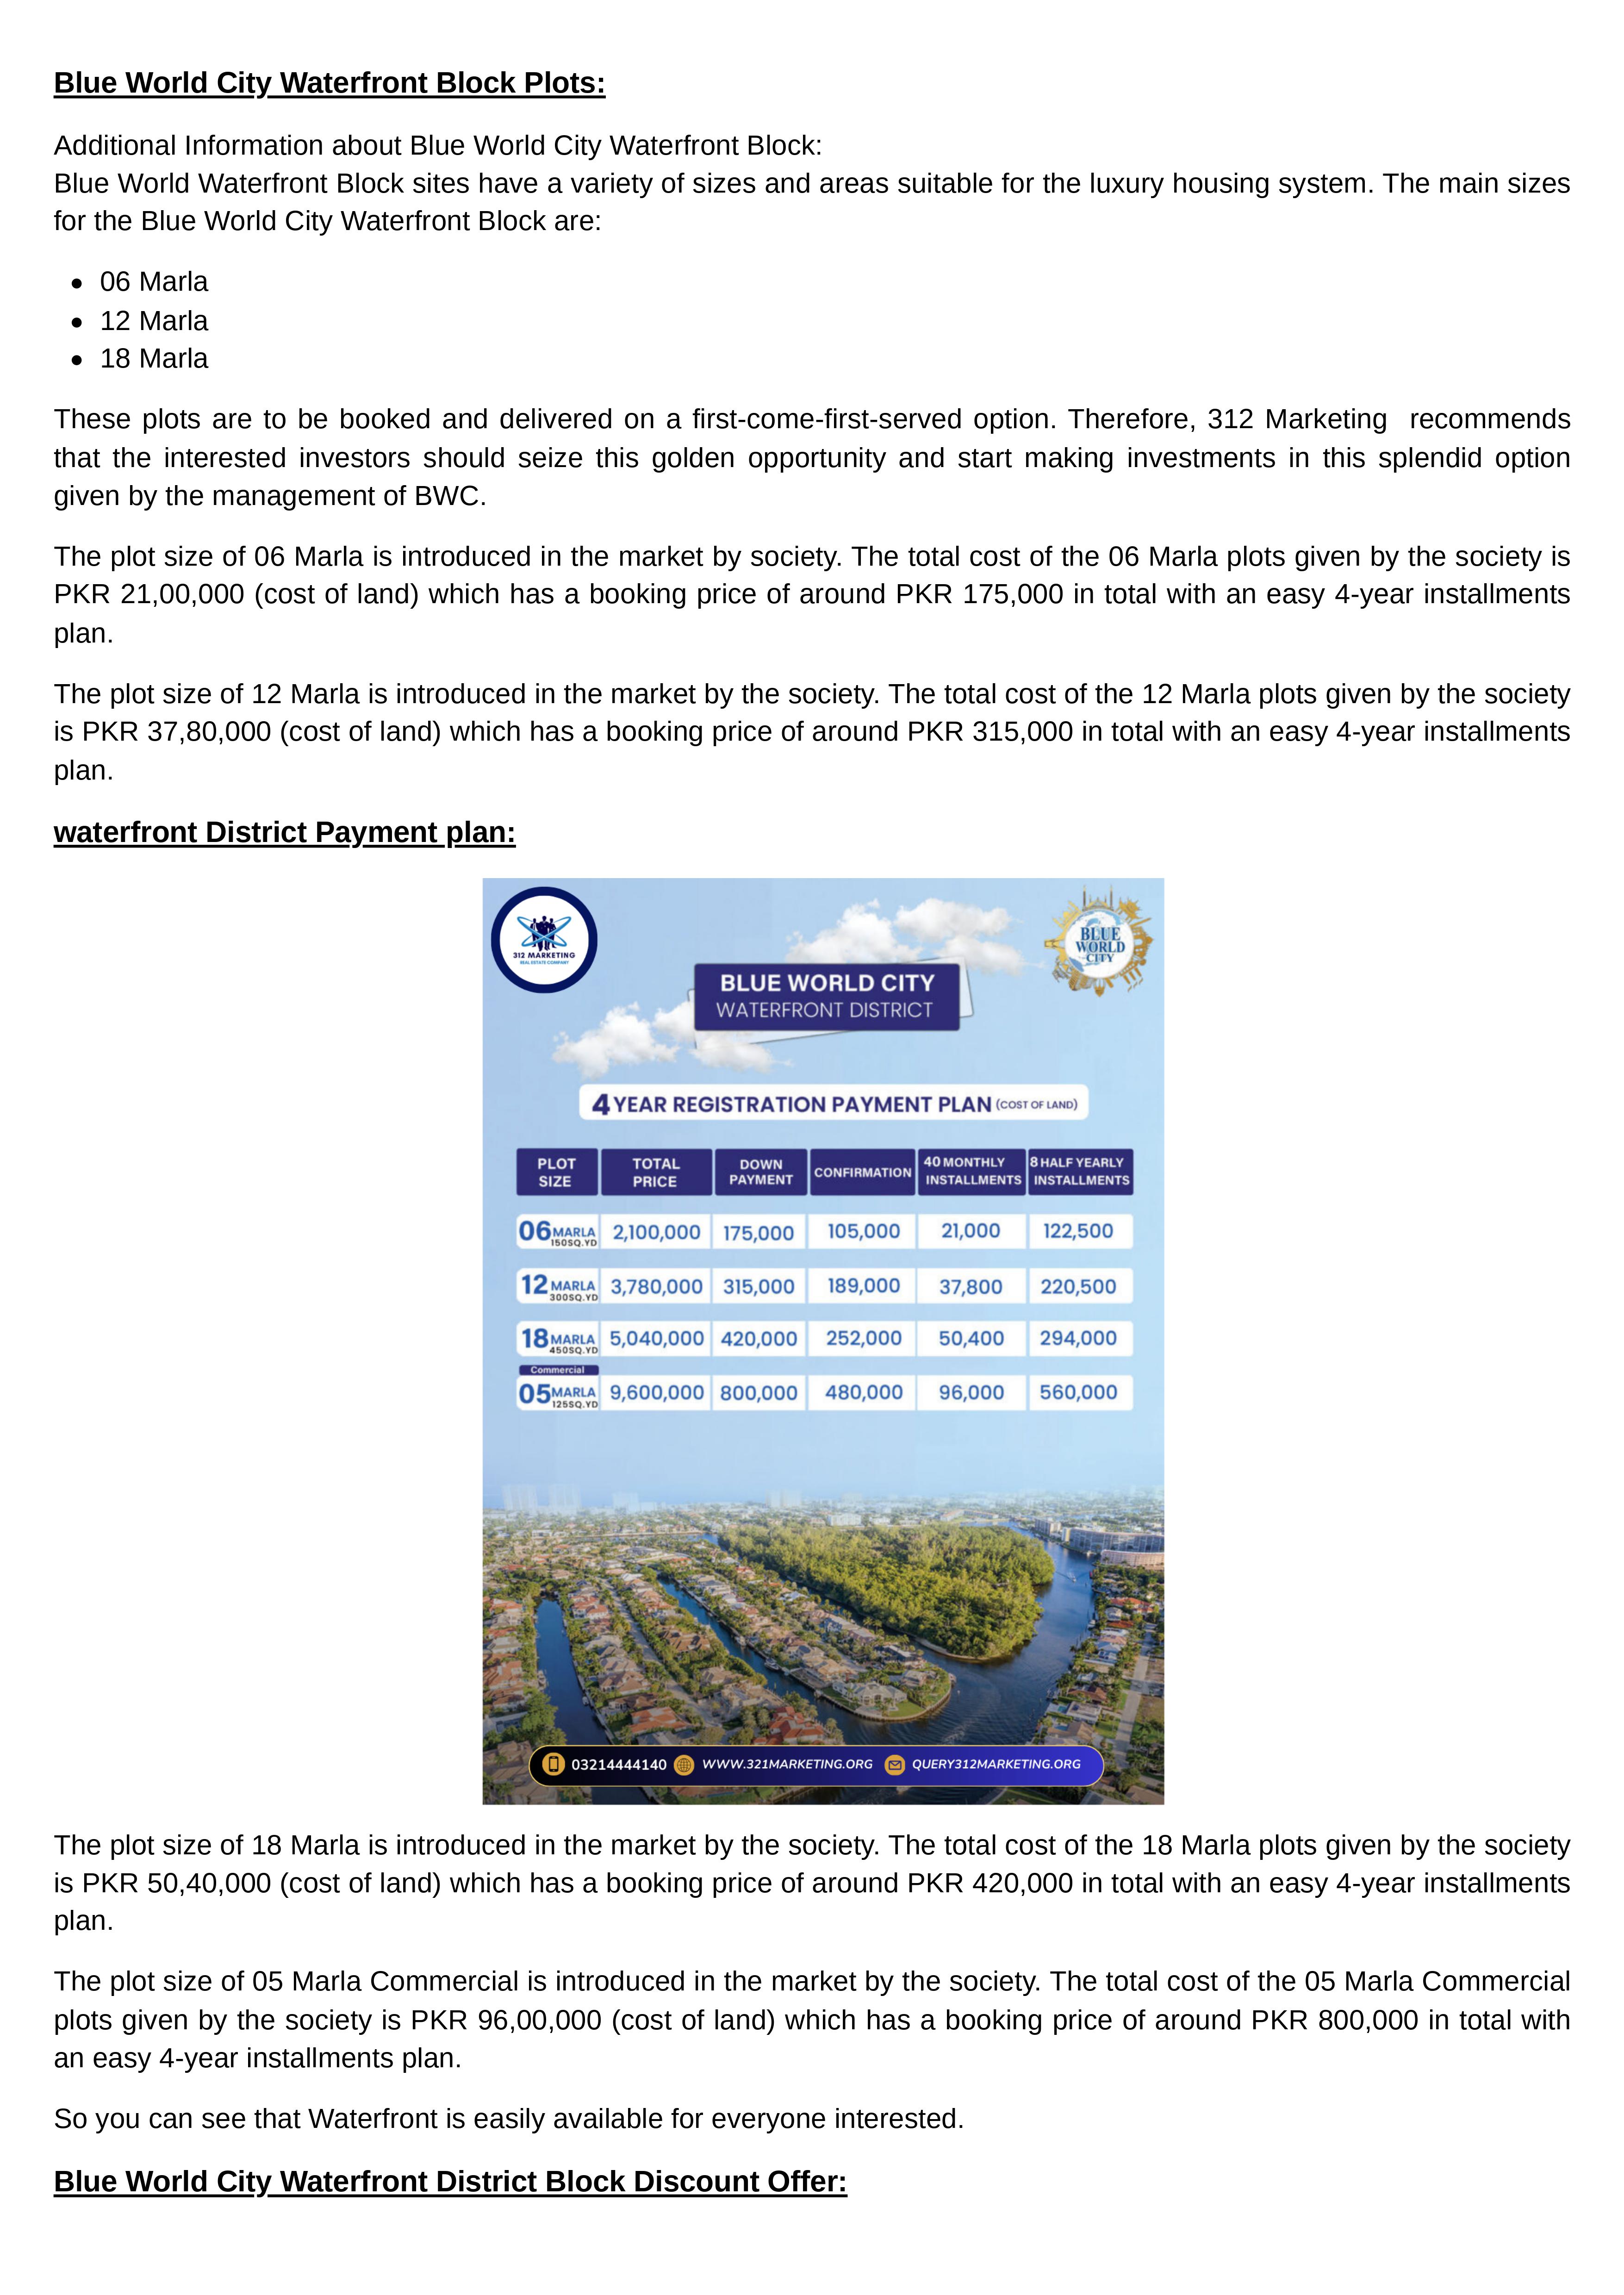 Blue World City Waterfront Block Plots:
Additional Information about Blue World City Waterfront Block:
Blue World Waterfront Block sites have a variety of sizes and areas suitable for the luxury housing system. The main sizes
for the Blue World City Waterfront Block are:
• 06 Marla
• 12 Marla
• 18 Marla
These plots are to be booked and delivered on a first-come-first-served option. Therefore, 312 Marketing recommends
that the interested investors should seize this golden opportunity and start making investments in this splendid option
given by the management of BWC.
The plot size of 06 Marla is introduced in the market by society. The total cost of the 06 Marla plots given by the society is
PKR 21,00,000 (cost of land) which has a booking price of around PKR 175,000 in total with an easy 4-year installments
plan.
The plot size of 12 Marla is introduced in the market by the society. The total cost of the 12 Marla plots given by the society
is PKR 37,80,000 (cost of land) which has a booking price of around PKR 315,000 in total with an easy 4-year installments
plan.
waterfront District Payment plan:
312 MARKETING
REAL ESTATE COMPANY
BLUE
WORLD
CITY
BLUE WORLD CITY
WATERFRONT DISTRICT
4 YEAR REGISTRATION PAYMENT PLAN (COST OF LAND)
PLOT SIZE TOTAL PRICE DOWN PAYMENT CONFIRMATION 40 MONTHLY INSTALLMENTS 8 HALF YEARLY INSTALLMENTS
06 MARLA 150SQ.YD 2,100,000 175,000 105,000 21,000 122,500
12 MARLA 300SQ.YD 3,780,000 315,000 189,000 37,800 220,500
18 MARLA 450SQ.YD 5,040,000 420,000 252,000 50,400 294,000
Commercial
05 MARLA 125SQ.YD 9,600,000 800,000 480,000 96,000 560,000
03214444140 WWW.321MARKETING.ORG QUERY312MARKETING.ORG
The plot size of 18 Marla is introduced in the market by the society. The total cost of the 18 Marla plots given by the society
is PKR 50,40,000 (cost of land) which has a booking price of around PKR 420,000 in total with an easy 4-year installments
plan.
The plot size of 05 Marla Commercial is introduced in the market by the society. The total cost of the 05 Marla Commercial
plots given by the society is PKR 96,00,000 (cost of land) which has a booking price of around PKR 800,000 in total with
an easy 4-year installments plan.
So you can see that Waterfront is easily available for everyone interested.
Blue World City Waterfront District Block Discount Offer: